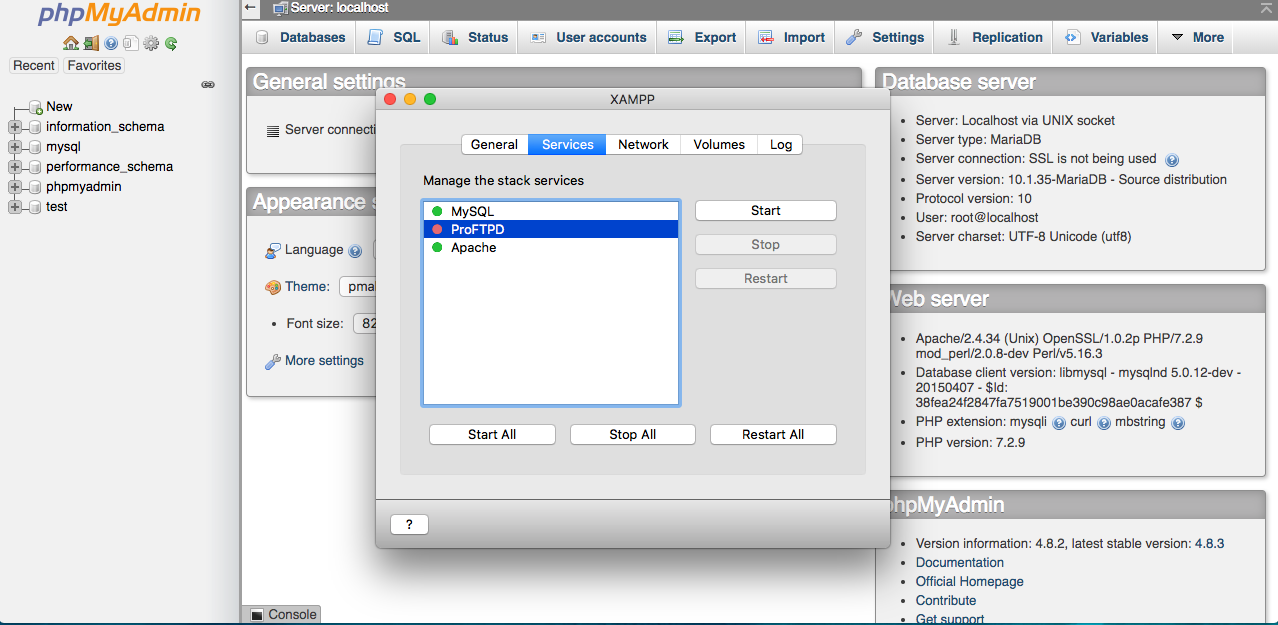 phpMyAdmin
Recent Favorites
New
information_schema
mysql
performance_schema
phpmyadmin
test
Server: localhost
Databases SQL Status User accounts Export Import Settings Replication Variables More
General settings
Server connecti
Appearance s
Language
Theme: pma
Font size: 82
More settings
XAMPP
General Services Network Volumes Log
Manage the stack services
MySQL
ProFTPD
Apache
Start
Stop
Restart
Start All Stop All Restart All
?
Database server
Server: Localhost via UNIX socket
Server type: MariaDB
Server connection: SSL is not being used
Server version: 10.1.35-MariaDB - Source distribution
Protocol version: 10
User: root@localhost
Server charset: UTF-8 Unicode (utf8)
Web server
Apache/2.4.34 (Unix) OpenSSL/1.0.2p PHP/7.2.9
mod_perl/2.0.8-dev Perl/v5.16.3
Database client version: libmysql - mysqlnd 5.0.12-dev -
20150407 - $Id:
38fea24f2847fa7519001be390c98ae0acafe387 $
PHP extension: mysqli curl mbstring
PHP version: 7.2.9
phpMyAdmin
Version information: 4.8.2, latest stable version: 4.8.3
Documentation
Official Homepage
Contribute
Get support
Console